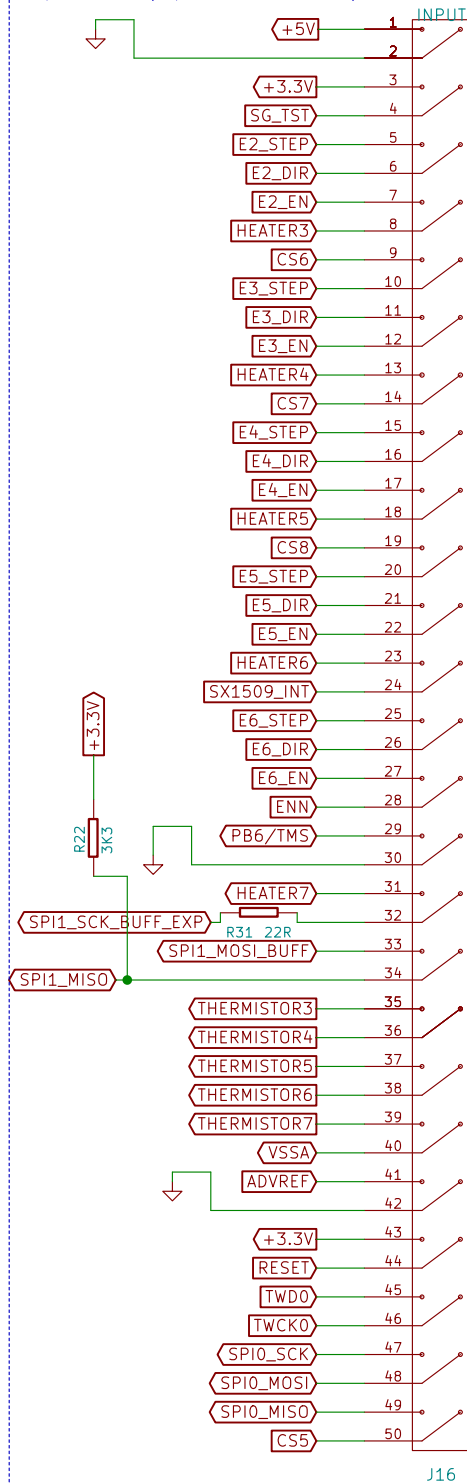 INPUT
+5V 1
2
+3.3V 3
SG_TST 4
E2_STEP 5
E2_DIR 6
E2_EN 7
HEATER3 8
CS6 9
E3_STEP 10
E3_DIR 11
E3_EN 12
HEATER4 13
CS7 14
E4_STEP 15
E4_DIR 16
E4_EN 17
HEATER5 18
CS8 19
E5_STEP 20
E5_DIR 21
E5_EN 22
HEATER6 23
SX1509_INT 24
E6_STEP 25
+3.3V
E6_DIR 26
E6_EN 27
ENN 28
R22 3K3
PB6/TMS 29
30
HEATER7 31
SPI1_SCK_BUFF_EXP 32
R31 22R
SPI1_MOSI_BUFF 33
SPI1_MISO 34
THERMISTOR3 35
THERMISTOR4 36
THERMISTOR5 37
THERMISTOR6 38
THERMISTOR7 39
VSSA 40
ADVREF 41
42
+3.3V 43
RESET 44
TWD0 45
TWCK0 46
SPI0_SCK 47
SPI0_MOSI 48
SPI0_MISO 49
CS5 50
J16